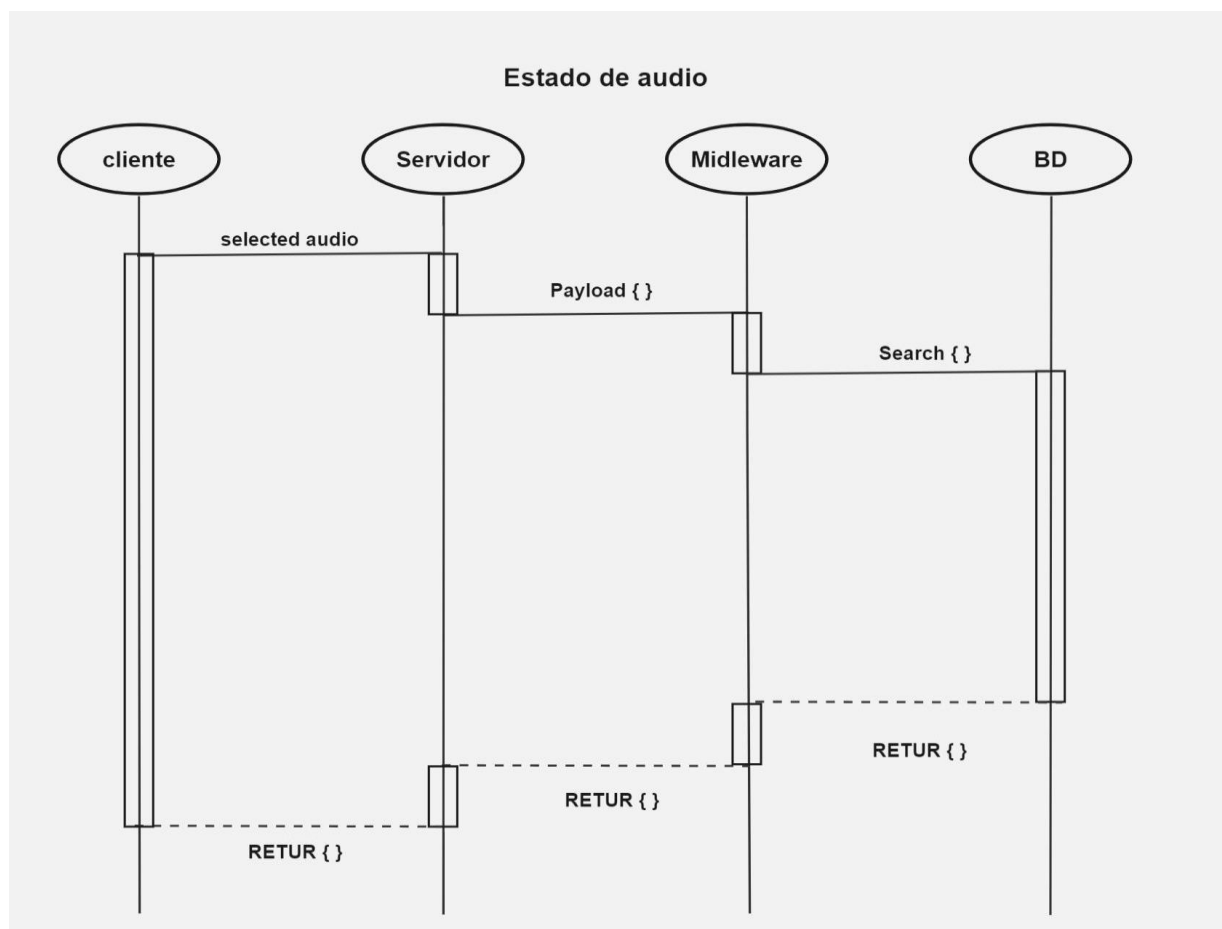 Estado de audio
cliente
Servidor
Midleware
BD
selected audio
Payload { }
Search { }
RETUR { }
RETUR { }
RETUR { }